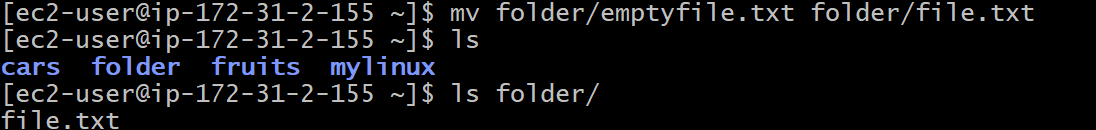 [ec2-user@ip-172-31-2-155 ~]$ mv folder/emptyfile.txt folder/file.txt
[ec2-user@ip-172-31-2-155 ~]$ ls
cars  folder  fruits  mylinux
[ec2-user@ip-172-31-2-155 ~]$ ls folder/
file.txt